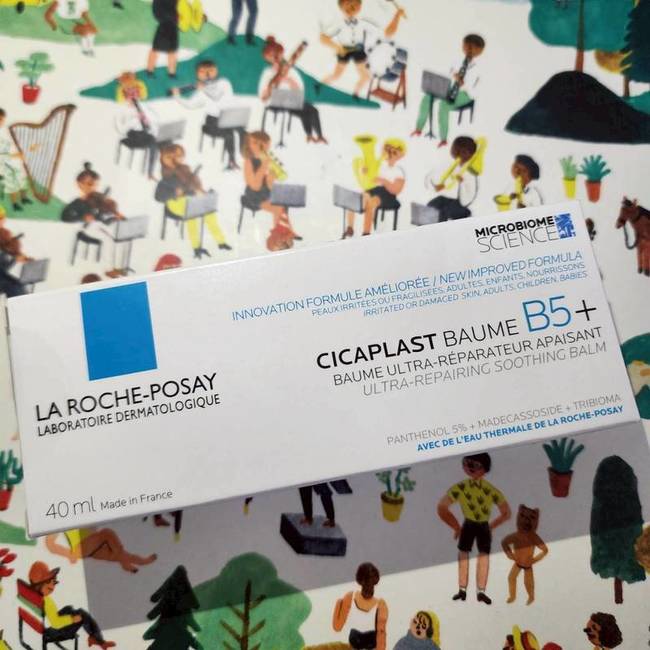 MICROBIOME
SCIENCE
INNOVATION FORMULE AMÉLIORÉE / NEW IMPROVED FORMULA
PEAUX IRRITÉES OU FRAGILISÉES, ADULTES, ENFANTS, NOURRISSONS
IRRITATED OR DAMAGED SKIN, ADULTS, CHILDREN, BABIES
CICAPLAST BAUME B5+
BAUME ULTRA-RÉPARATEUR APAISANT
ULTRA-REPAIRING SOOTHING BALM
LA ROCHE-POSAY
LABORATOIRE DERMATOLOGIQUE
PANTHENOL 5% + MADECASSOSIDE + TRIBIOMA
AVEC DE L'EAU THERMALE DE LA ROCHE-POSAY
40 ml Made in France